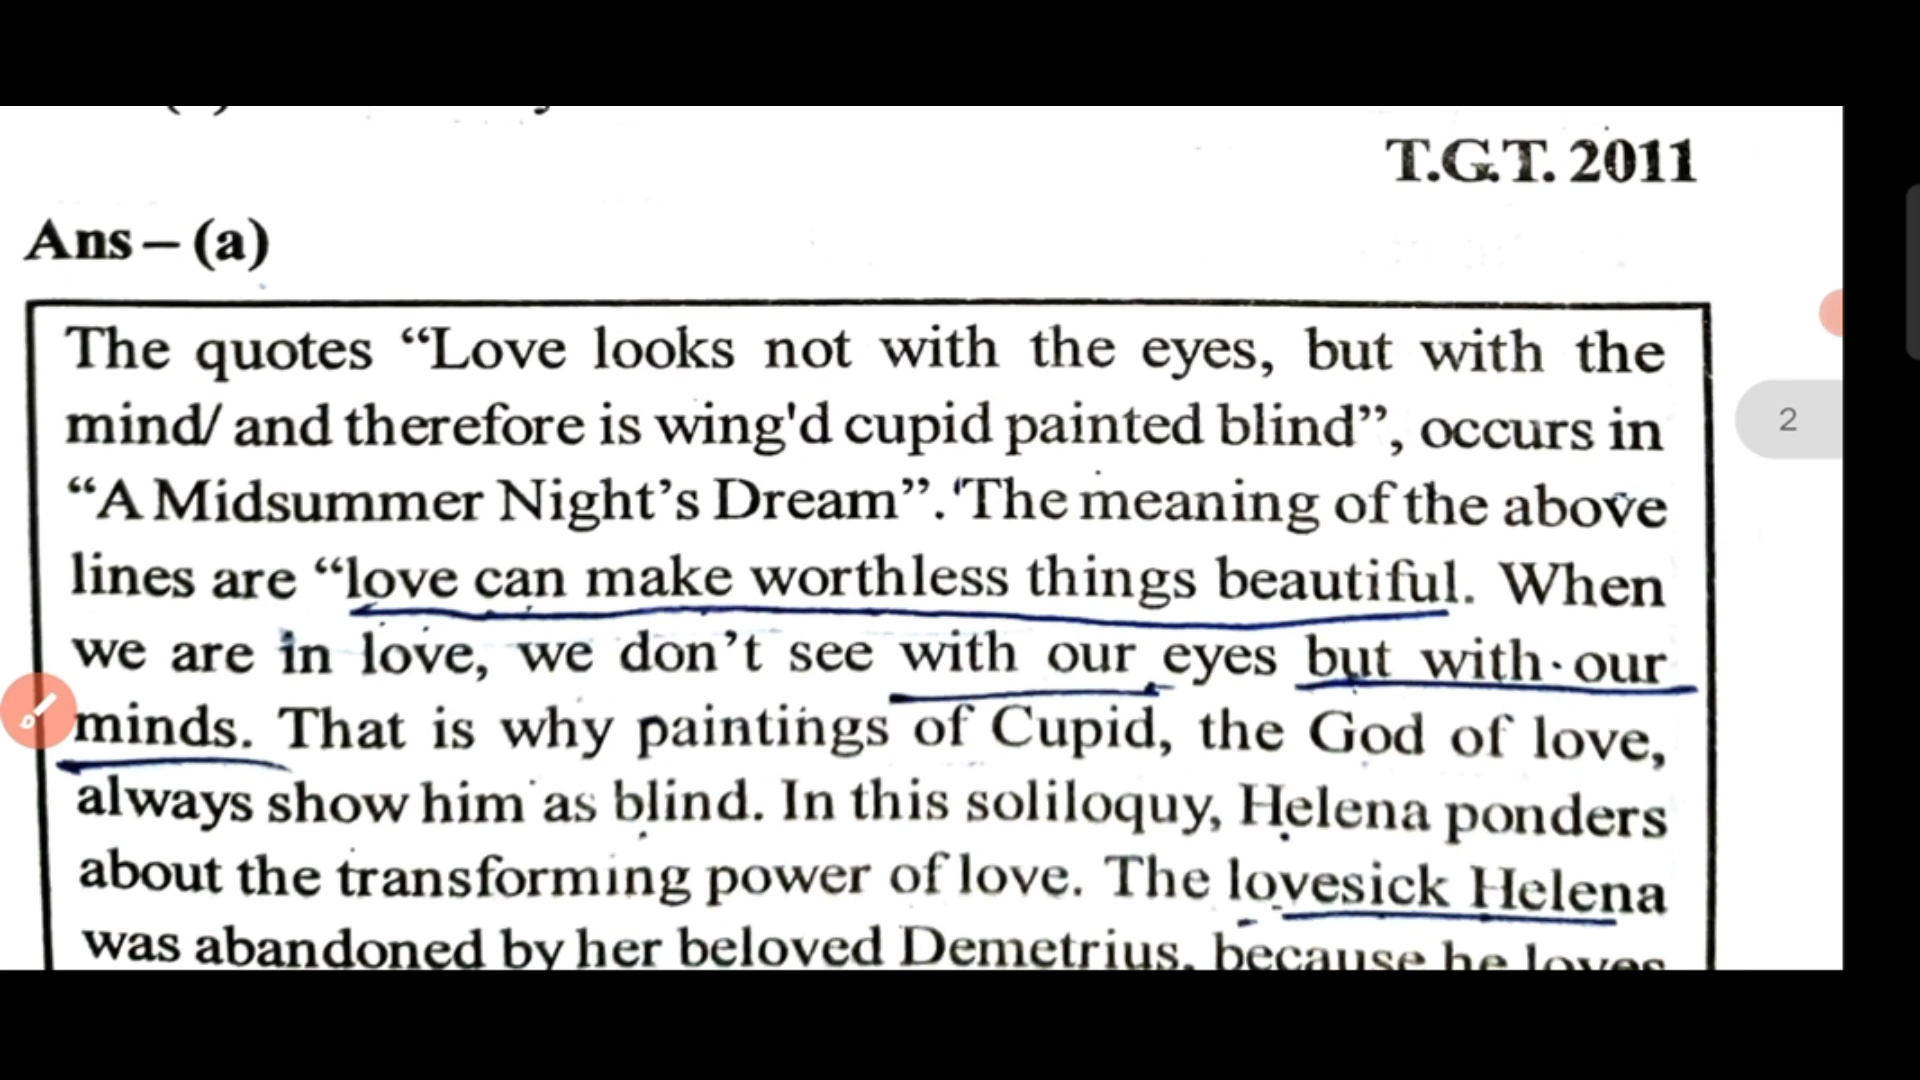 T.G.T. 2011
Ans – (a)
The quotes “Love looks not with the eyes, but with the
mind/ and therefore is wing'd cupid painted blind”, occurs in
“A Midsummer Night’s Dream”. The meaning of the above
lines are “love can make worthless things beautiful. When
we are in love, we don’t see with our eyes but with our
minds. That is why paintings of Cupid, the God of love,
always show him as blind. In this soliloquy, Helena ponders
about the transforming power of love. The lovesick Helena
was abandoned by her beloved Demetrius, because he loves
2